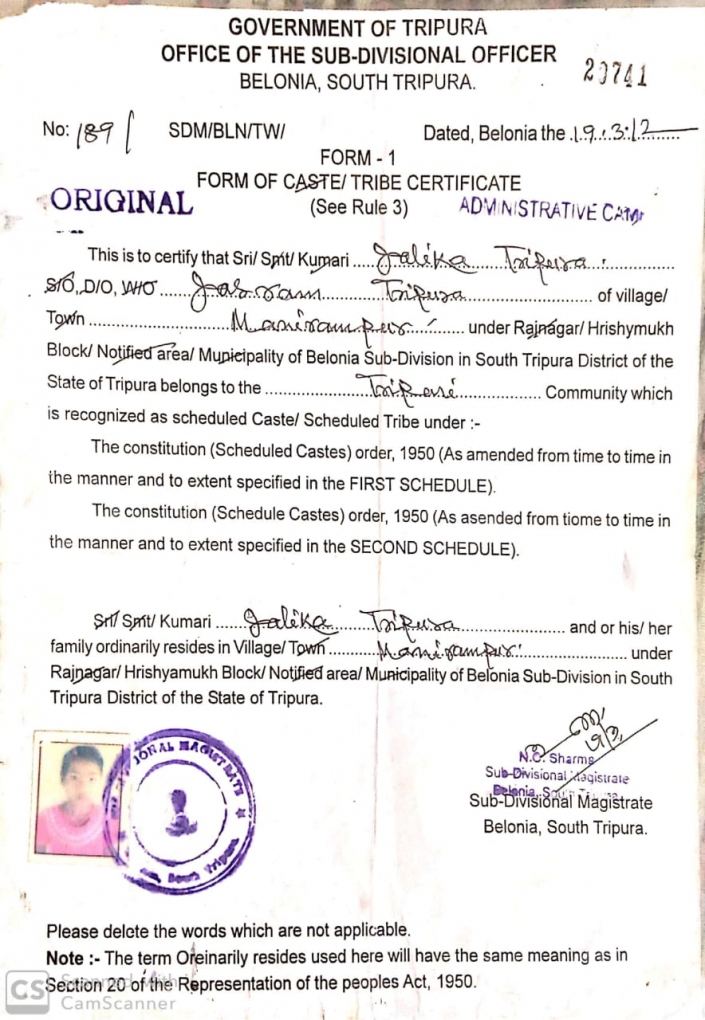 GOVERNMENT OF TRIPURA
OFFICE OF THE SUB-DIVISIONAL OFFICER
BELONIA, SOUTH TRIPURA.
20741
No: 189/ SDM/BLN/TW/ Dated, Belonia the 19.3.12
FORM - 1
FORM OF CASTE/ TRIBE CERTIFICATE
ORIGINAL (See Rule 3) ADMINISTRATIVE CAMP
This is to certify that Sri/ Smt/ Kumari ....Jalika Tripura.
S/O, D/O, W/O ....Jasram Tripura.... of village/
Town ....Manirampur.... under Rajnagar/ Hrishymukh
Block/ Notified area/ Municipality of Belonia Sub-Division in South Tripura District of the
State of Tripura belongs to the ....Tripuri.... Community which
is recognized as scheduled Caste/ Scheduled Tribe under :-
The constitution (Scheduled Castes) order, 1950 (As amended from time to time in
the manner and to extent specified in the FIRST SCHEDULE).
The constitution (Schedule Castes) order, 1950 (As asended from tiome to time in
the manner and to extent specified in the SECOND SCHEDULE).
Sri/ Smt/ Kumari ....Jalika Tripura.... and or his/ her
family ordinarily resides in Village/ Town ....Manirampur.... under
Rajnagar/ Hrishyamukh Block/ Notified area/ Municipality of Belonia Sub-Division in South
Tripura District of the State of Tripura.
N.C. Sharma
Sub-Divisional Magistrate
Belonia, South
Sub-Divisional Magistrate
Belonia, South Tripura.
MAGISTRATE
South Tripura
Please delete the words which are not applicable.
Note :- The term Oreinarily resides used here will have the same meaning as in
Section 20 of the Representation of the peoples Act, 1950.
CS Scanned with
CamScanner